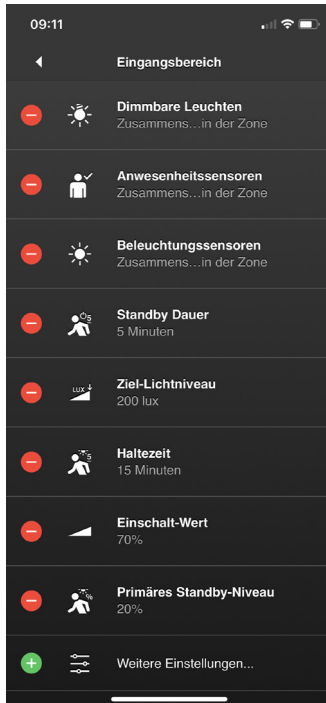 09:11
Eingangsbereich
Dimmbare Leuchten
Zusammens...in der Zone
Anwesenheitssensoren
Zusammens...in der Zone
Beleuchtungssensoren
Zusammens...in der Zone
5
Standby Dauer
5 Minuten
LUX
Ziel-Lichtniveau
200 lux
5
Haltezeit
15 Minuten
Einschalt-Wert
70%
%
Primäres Standby-Niveau
20%
Weitere Einstellungen...